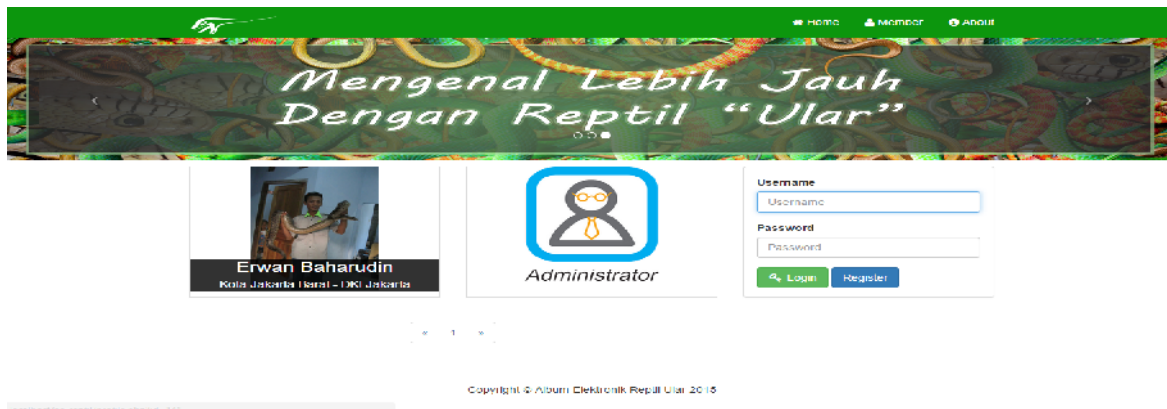 Home Member About
Mengenal Lebih Jauh
Dengan Reptil “Ular”
Erwan Baharudin
Kota Jakarta Barat - DKI Jakarta
Administrator
Username
Username
Password
Password
Login Register
« 1 »
Copyright © Album Elektronik Reptil Ular 2015